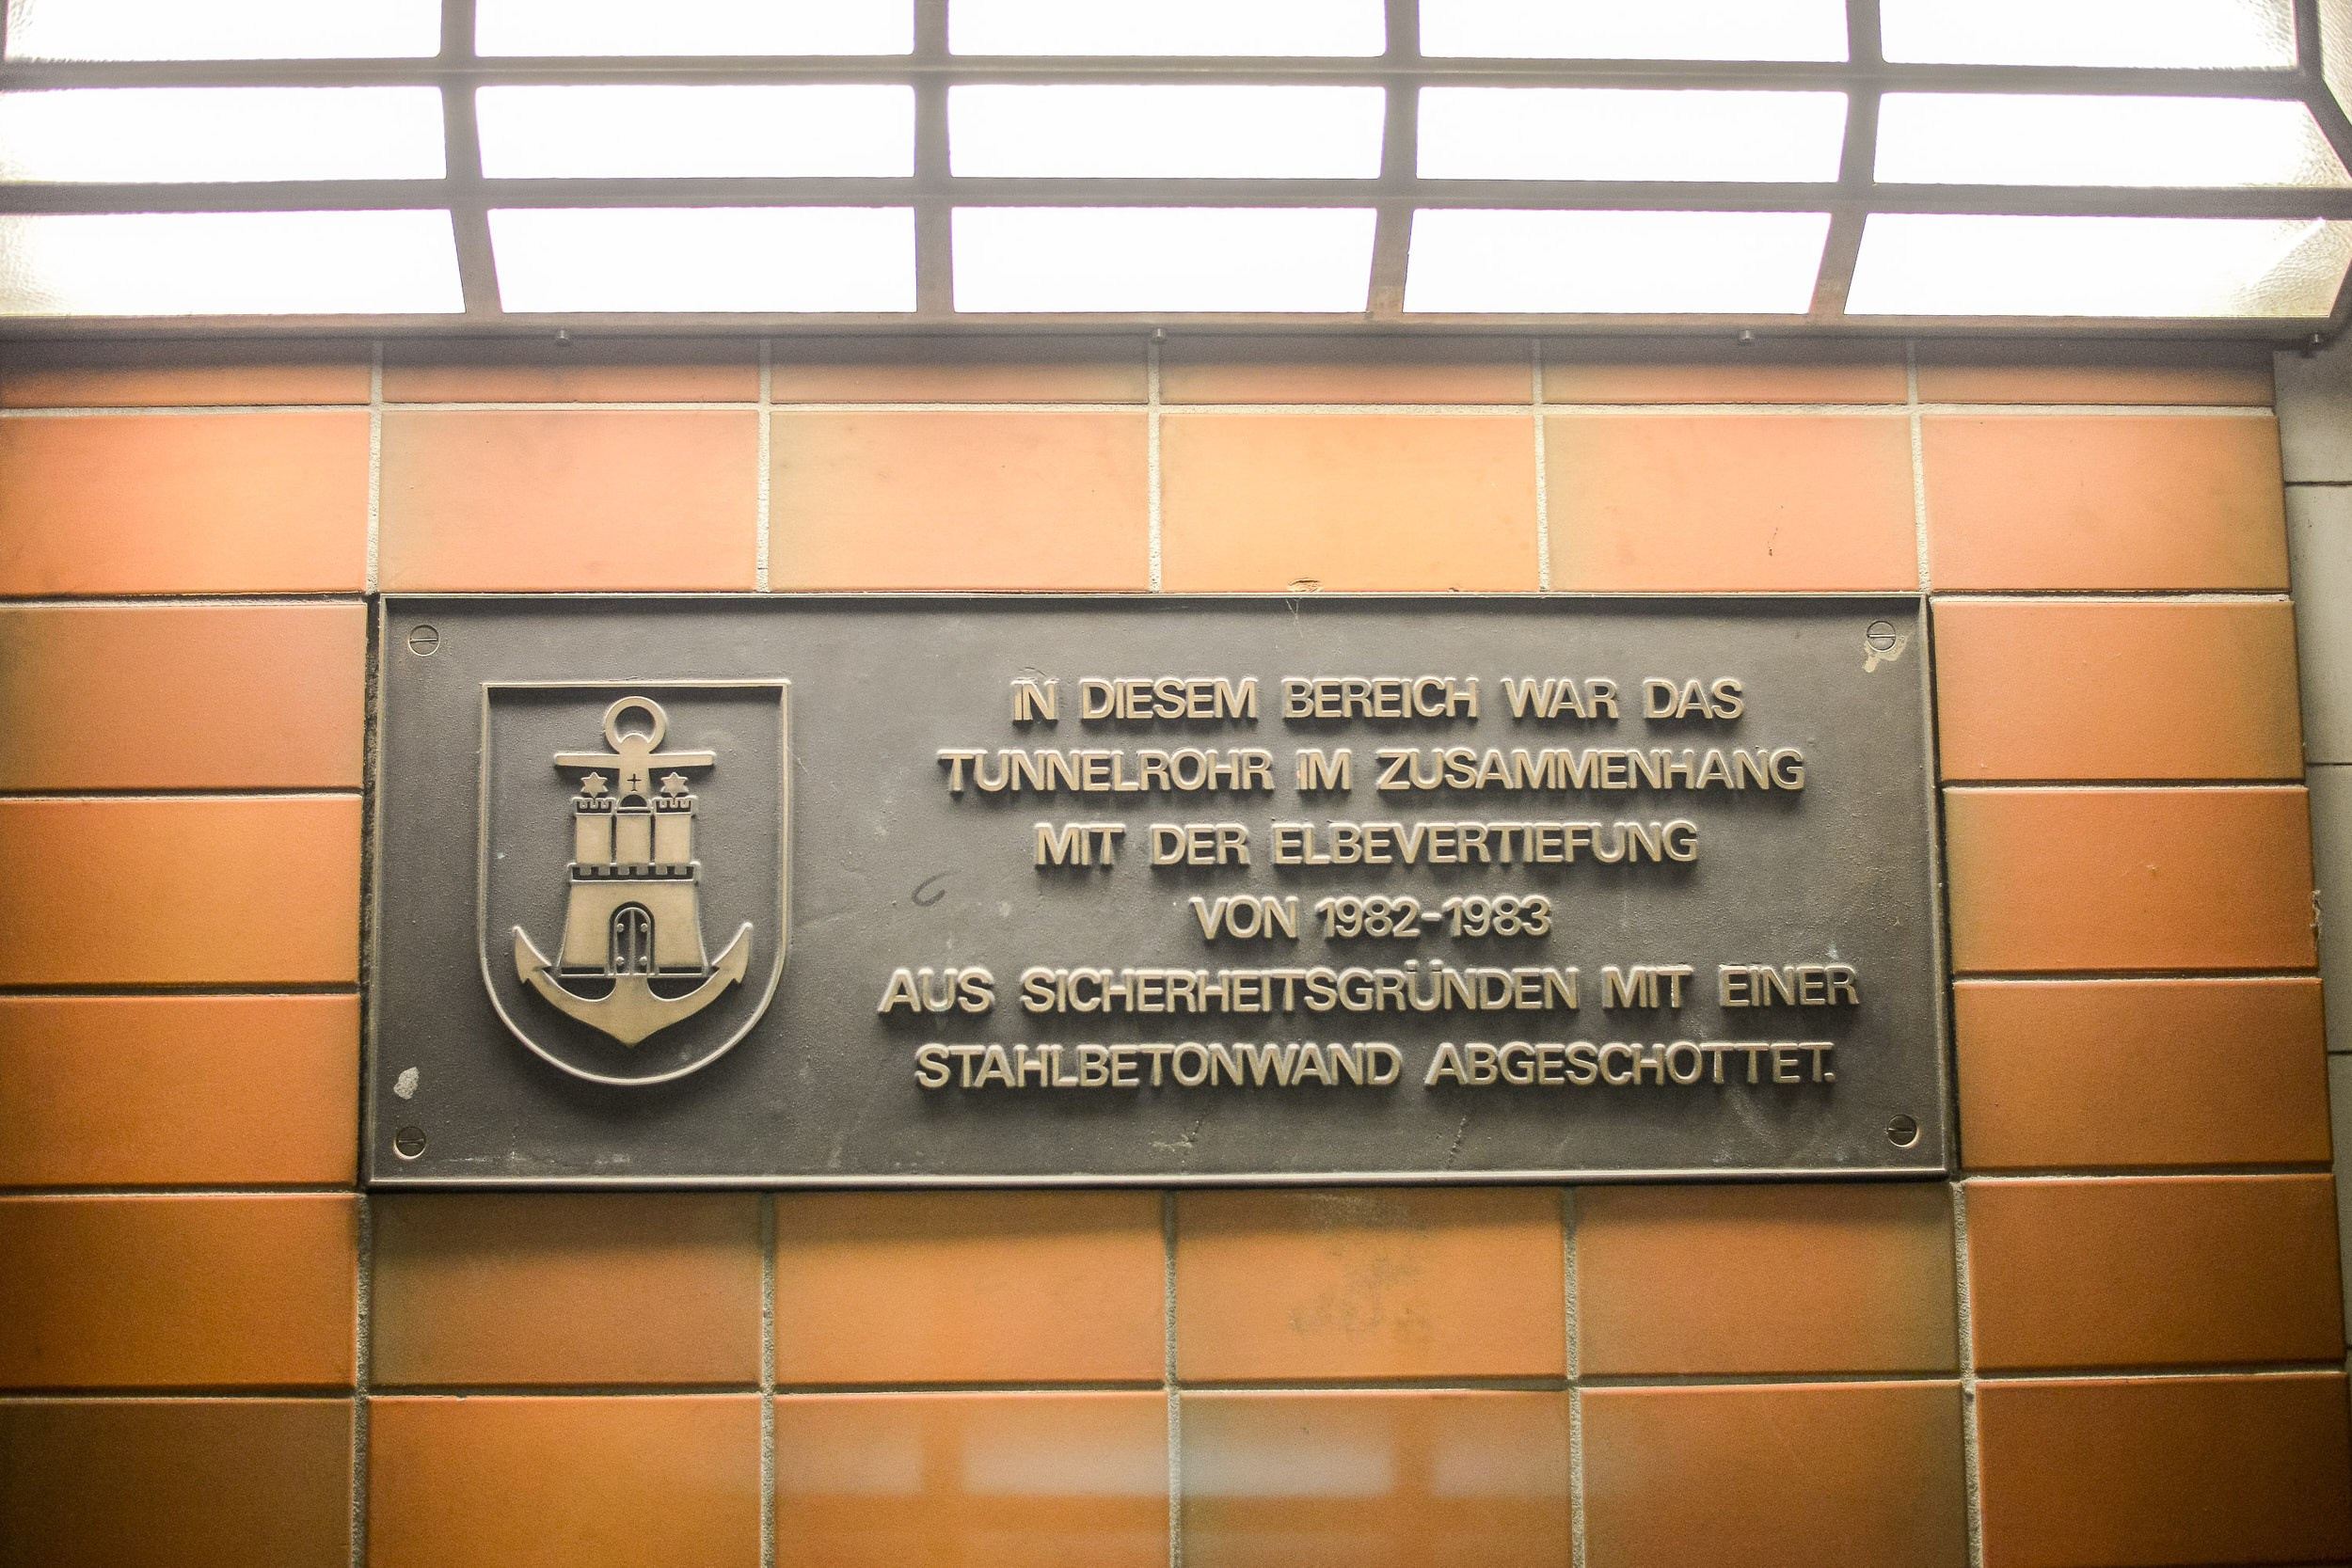 IN DIESEM BEREICH WAR DAS
TUNNELROHR IM ZUSAMMENHANG
MIT DER ELBEVERTIEFUNG
VON 1982-1983
AUS SICHERHEITSGRÜNDEN MIT EINER
STAHLBETONWAND ABGESCHOTTET.